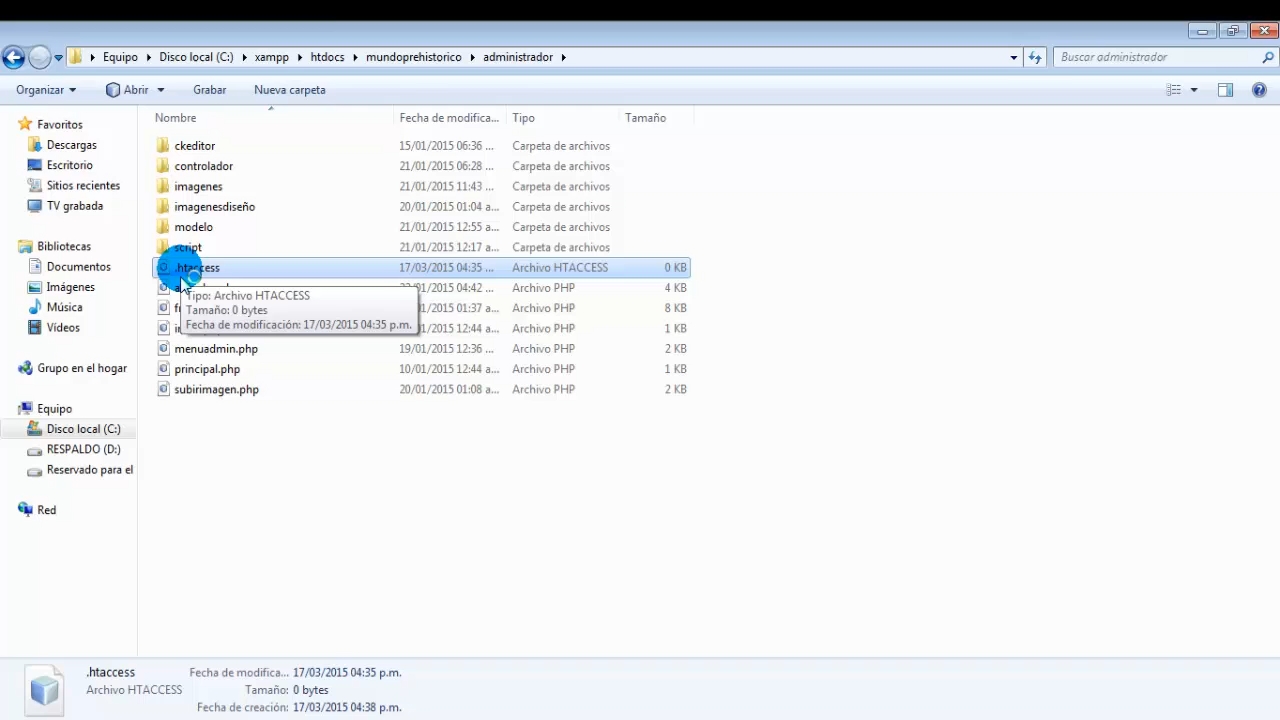 Equipo Disco local (C:) xampp htdocs mundoprehistorico administrador
Buscar administrador
Organizar Abrir Grabar Nueva carpeta
Nombre Fecha de modifica... Tipo Tamaño
Favoritos
Descargas
Escritorio
Sitios recientes
TV grabada
Bibliotecas
Documentos
Imágenes
Música
Vídeos
Grupo en el hogar
Equipo
Disco local (C:)
RESPALDO (D:)
Reservado para el
Red
ckeditor 15/01/2015 06:36 ... Carpeta de archivos
controlador 21/01/2015 06:28 ... Carpeta de archivos
imagenes 21/01/2015 11:43 ... Carpeta de archivos
imagenesdiseño 20/01/2015 01:04 a... Carpeta de archivos
modelo 21/01/2015 12:55 a... Carpeta de archivos
script 21/01/2015 12:17 a... Carpeta de archivos
.htaccess 17/03/2015 04:35 ... Archivo HTACCESS 0 KB
04:42 ... Archivo PHP 4 KB
01:37 a... Archivo PHP 8 KB
12:44 a... Archivo PHP 1 KB
menuadmin.php 19/01/2015 12:36 ... Archivo PHP 2 KB
principal.php 10/01/2015 12:44 a... Archivo PHP 1 KB
subirimagen.php 20/01/2015 01:08 a... Archivo PHP 2 KB
Tipo: Archivo HTACCESS
Tamaño: 0 bytes
Fecha de modificación: 17/03/2015 04:35 p.m.
.htaccess Fecha de modifica... 17/03/2015 04:35 p.m.
Archivo HTACCESS Tamaño: 0 bytes
Fecha de creación: 17/03/2015 04:38 p.m.